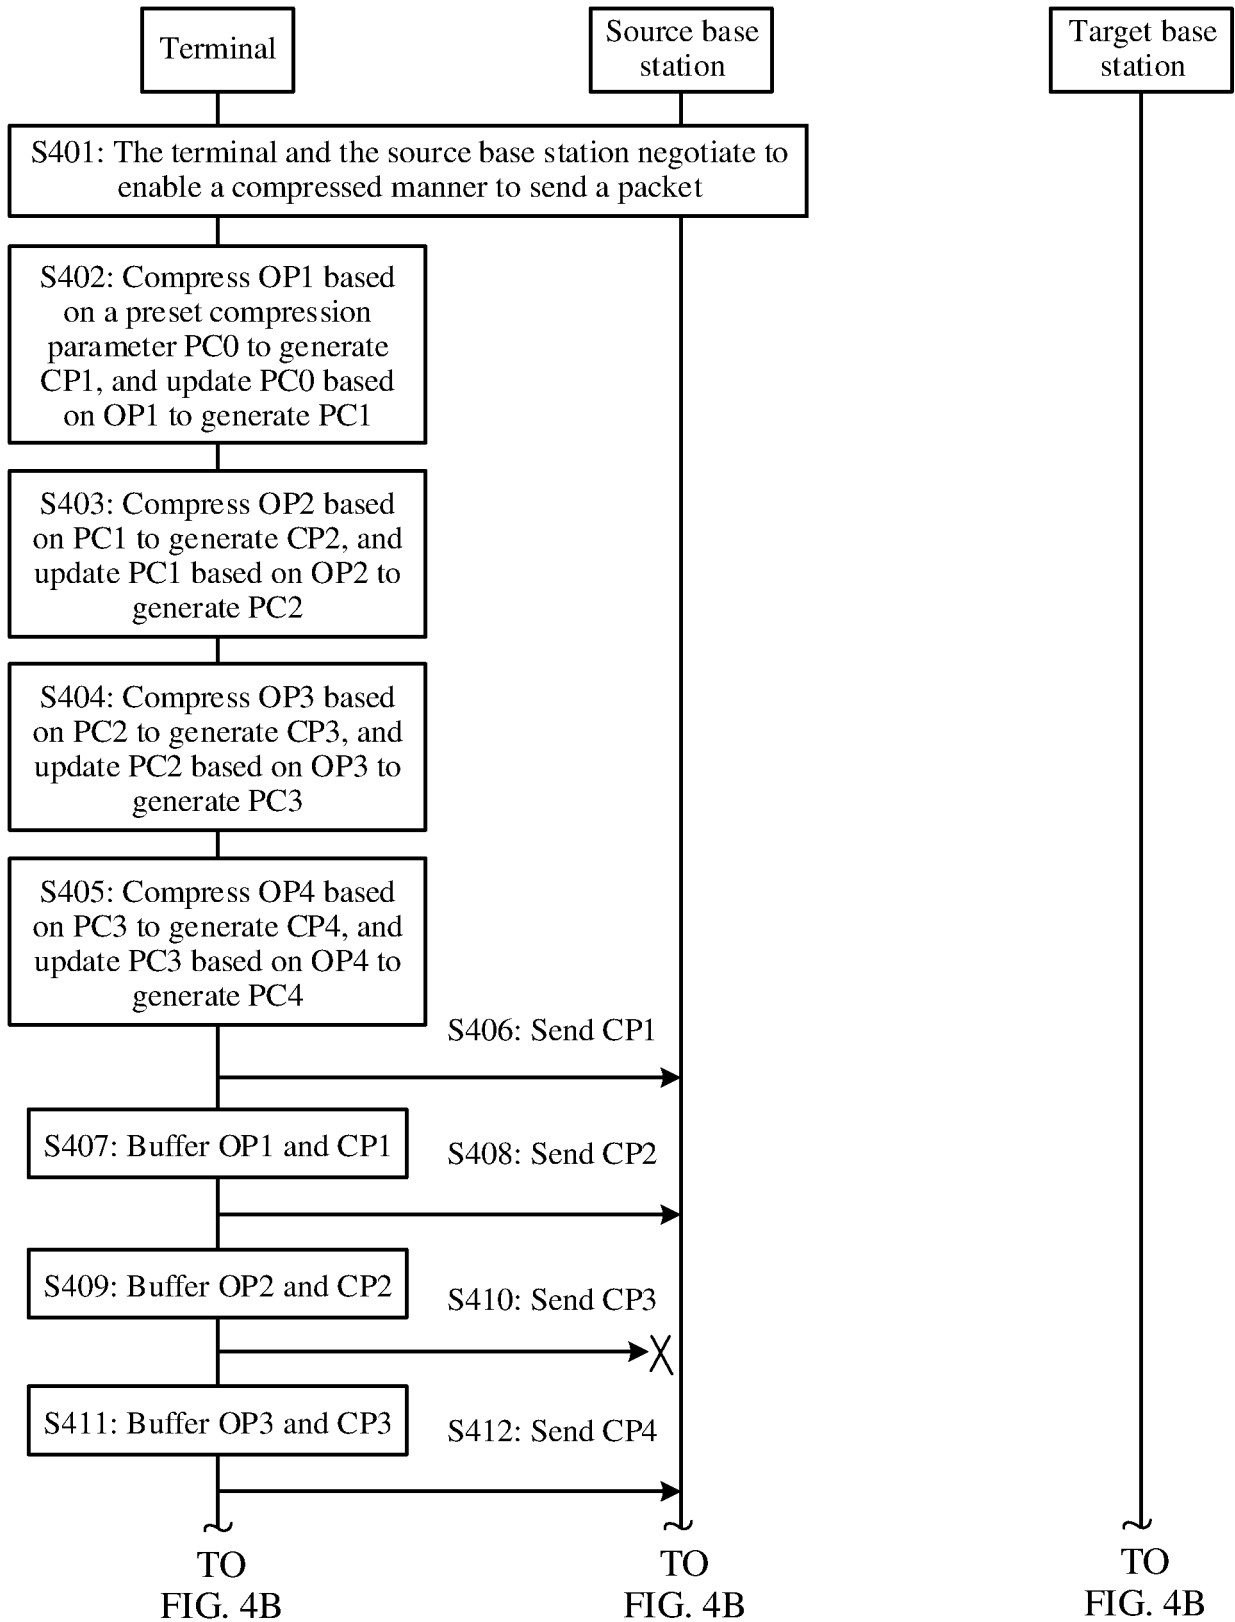 Terminal
Source base
station
Target base
station
S401: The terminal and the source base station negotiate to
enable a compressed manner to send a packet
S402: Compress OP1 based
on a preset compression
parameter PC0 to generate
CP1, and update PC0 based
on OP1 to generate PC1
S403: Compress OP2 based
on PC1 to generate CP2, and
update PC1 based on OP2 to
generate PC2
S404: Compress OP3 based
on PC2 to generate CP3, and
update PC2 based on OP3 to
generate PC3
S405: Compress OP4 based
on PC3 to generate CP4, and
update PC3 based on OP4 to
generate PC4
S406: Send CP1
S407: Buffer OP1 and CP1
S408: Send CP2
S409: Buffer OP2 and CP2
S410: Send CP3
S411: Buffer OP3 and CP3
S412: Send CP4
TO
FIG. 4B
TO
FIG. 4B
TO
FIG. 4B